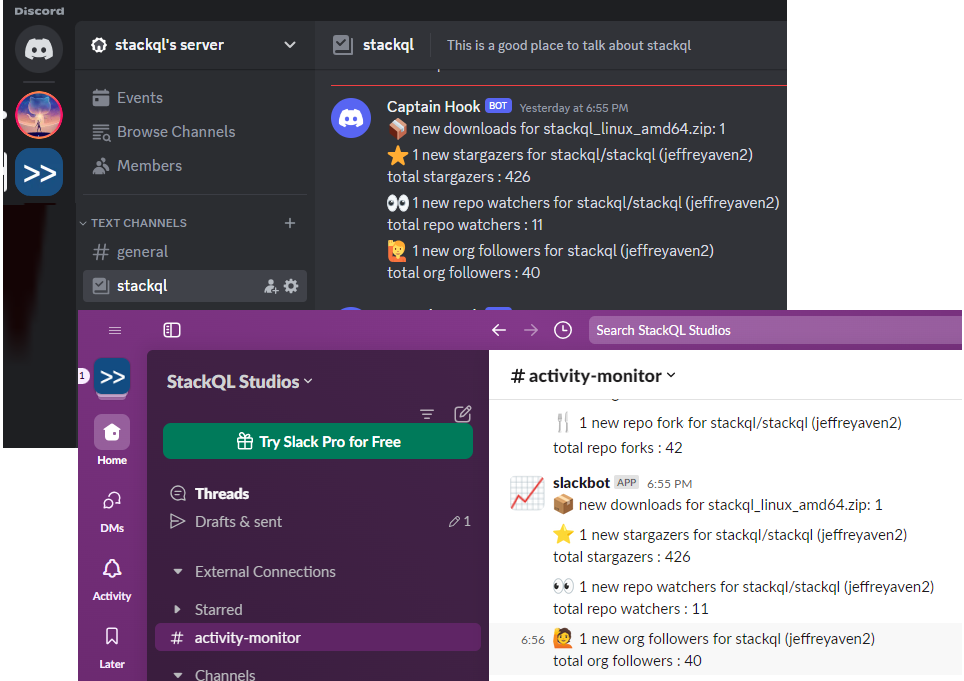 Discord
stackql's server
stackql
This is a good place to talk about stackql
Events
Browse Channels
Members
TEXT CHANNELS
general
stackql
Captain Hook BOT Yesterday at 6:55 PM
📦 new downloads for stackql_linux_amd64.zip: 1
⭐ 1 new stargazers for stackql/stackql (jeffreyaven2)
total stargazers : 426
👀 1 new repo watchers for stackql/stackql (jeffreyaven2)
total repo watchers : 11
🙋 1 new org followers for stackql (jeffreyaven2)
total org followers : 40
Search StackQL Studios
1
>>
Home
DMs
Activity
Later
StackQL Studios
Try Slack Pro for Free
Threads
Drafts & sent
1
External Connections
Starred
# activity-monitor
Channels
# activity-monitor
🍴 1 new repo fork for stackql/stackql (jeffreyaven2)
total repo forks : 42
slackbot APP 6:55 PM
📦 new downloads for stackql_linux_amd64.zip: 1
⭐ 1 new stargazers for stackql/stackql (jeffreyaven2)
total stargazers : 426
👀 1 new repo watchers for stackql/stackql (jeffreyaven2)
total repo watchers : 11
6:56 🙋 1 new org followers for stackql (jeffreyaven2)
total org followers : 40